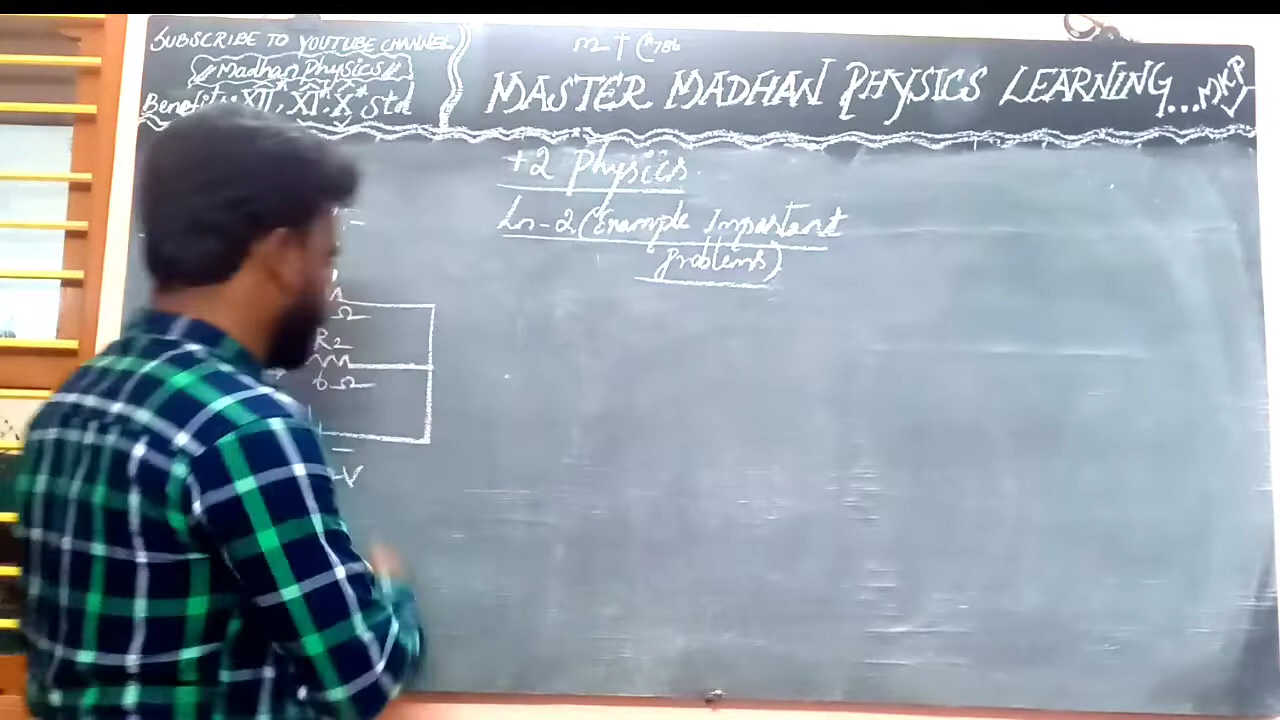 SUBSCRIBE TO YOUTUBE CHANNEL
Madhan Physics
XII, XI, X std
m † 786
MASTER MADHAN PHYSICS LEARNING... MKP
+2 Physics
Ln-2 (Example Important
Problems)
Ω
R2
6 Ω
V